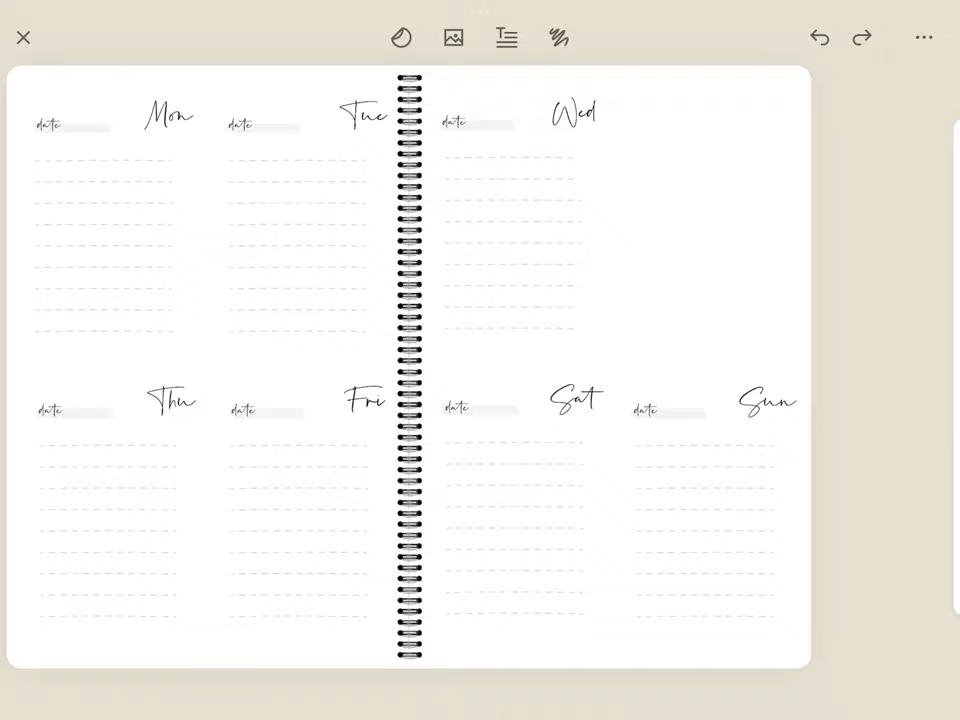 date Mon
date Tue
date Wed
date Thu
date Fri
date Sat
date Sun